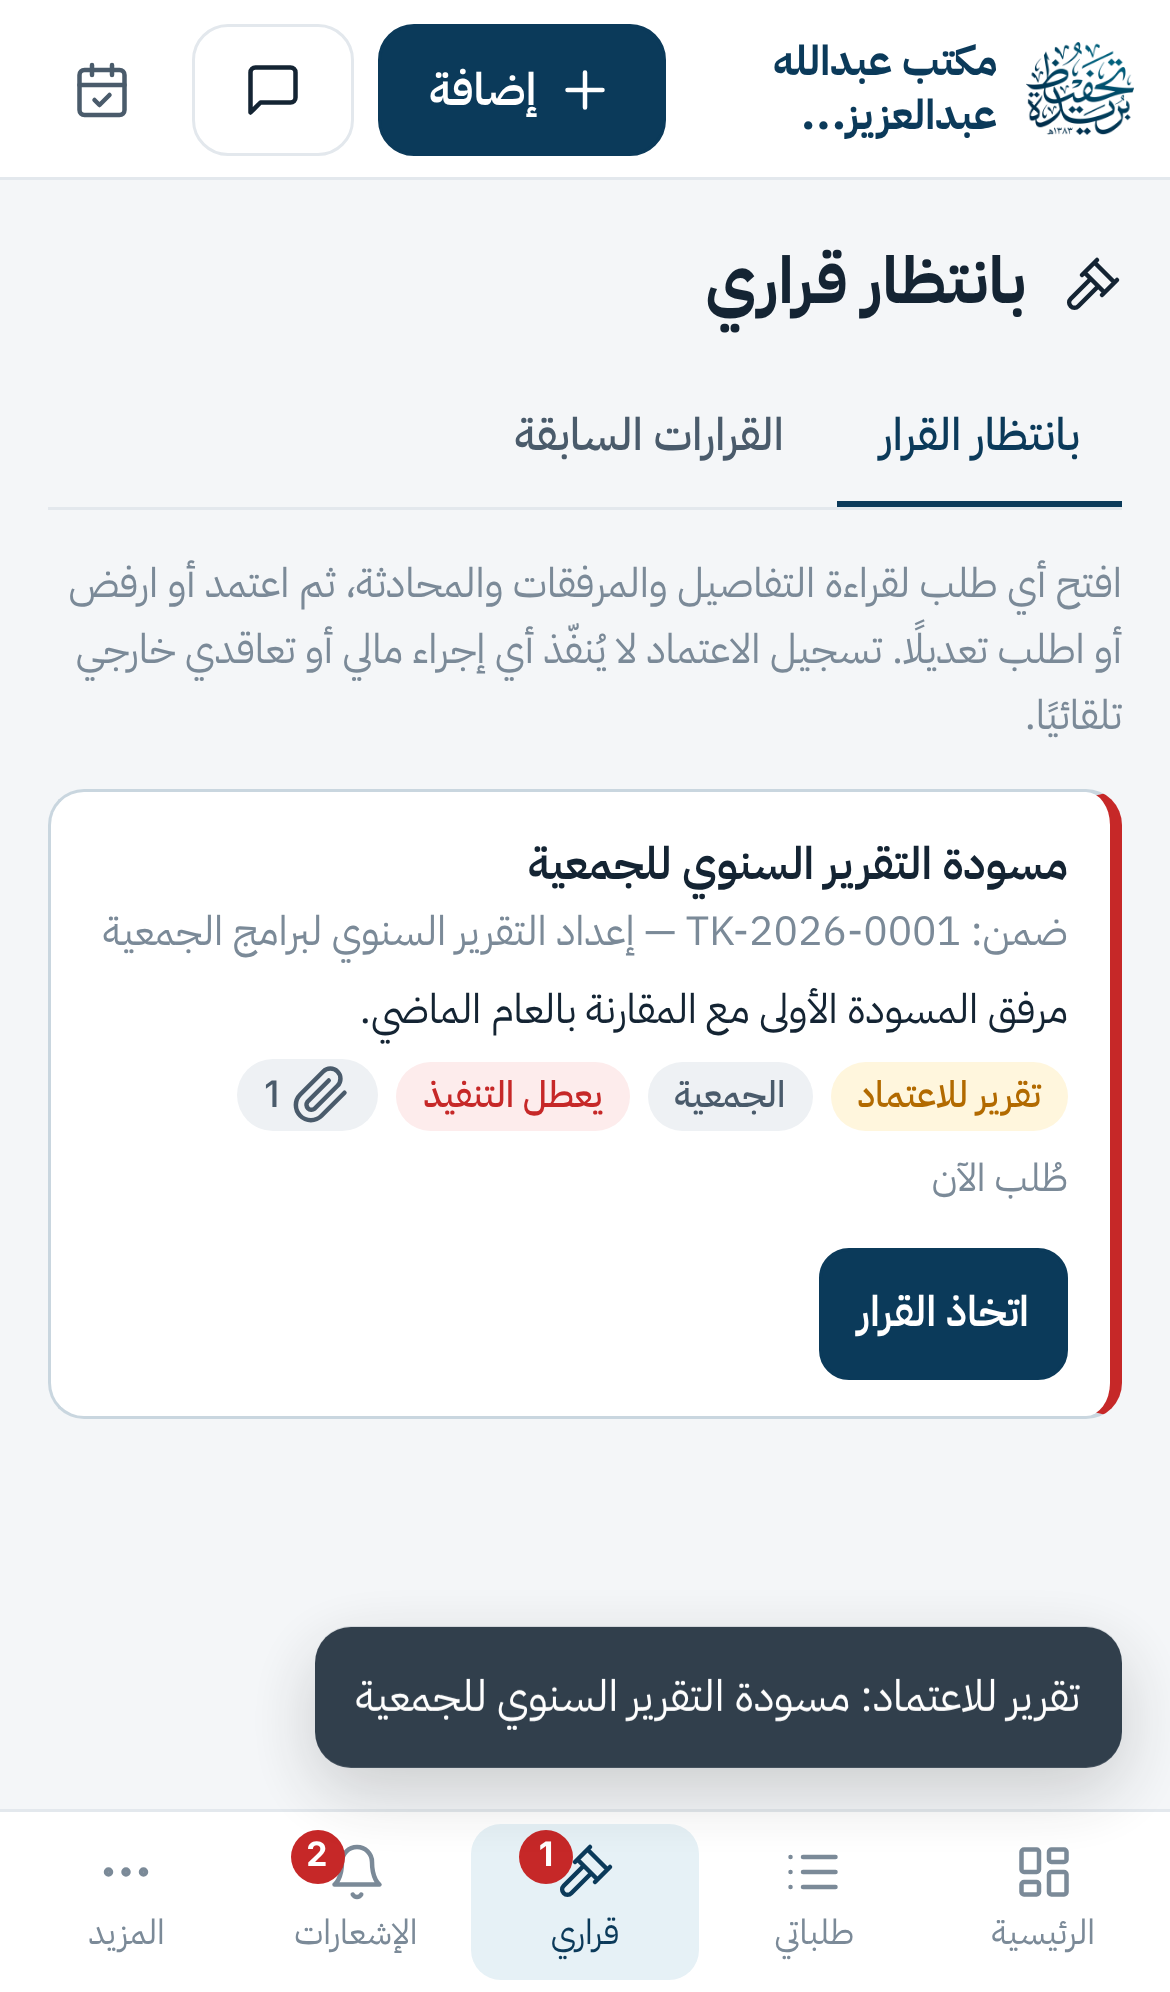 تحفيظ
بريدة
١٣٨٣هـ
مكتب عبدالله
عبدالعزيز...
إضافة
بانتظار قراري
بانتظار القرار
القرارات السابقة
افتح أي طلب لقراءة التفاصيل والمرفقات والمحادثة، ثم اعتمد أو ارفض
أو اطلب تعديلًا. تسجيل الاعتماد لا يُنفّذ أي إجراء مالي أو تعاقدي خارجي
تلقائيًا.
مسودة التقرير السنوي للجمعية
ضمن: TK-2026-0001 — إعداد التقرير السنوي لبرامج الجمعية
مرفق المسودة الأولى مع المقارنة بالعام الماضي.
تقرير للاعتماد
الجمعية
يعطل التنفيذ
1
طُلب الآن
اتخاذ القرار
تقرير للاعتماد: مسودة التقرير السنوي للجمعية
الرئيسية
طلباتي
1
قراري
2
الإشعارات
المزيد